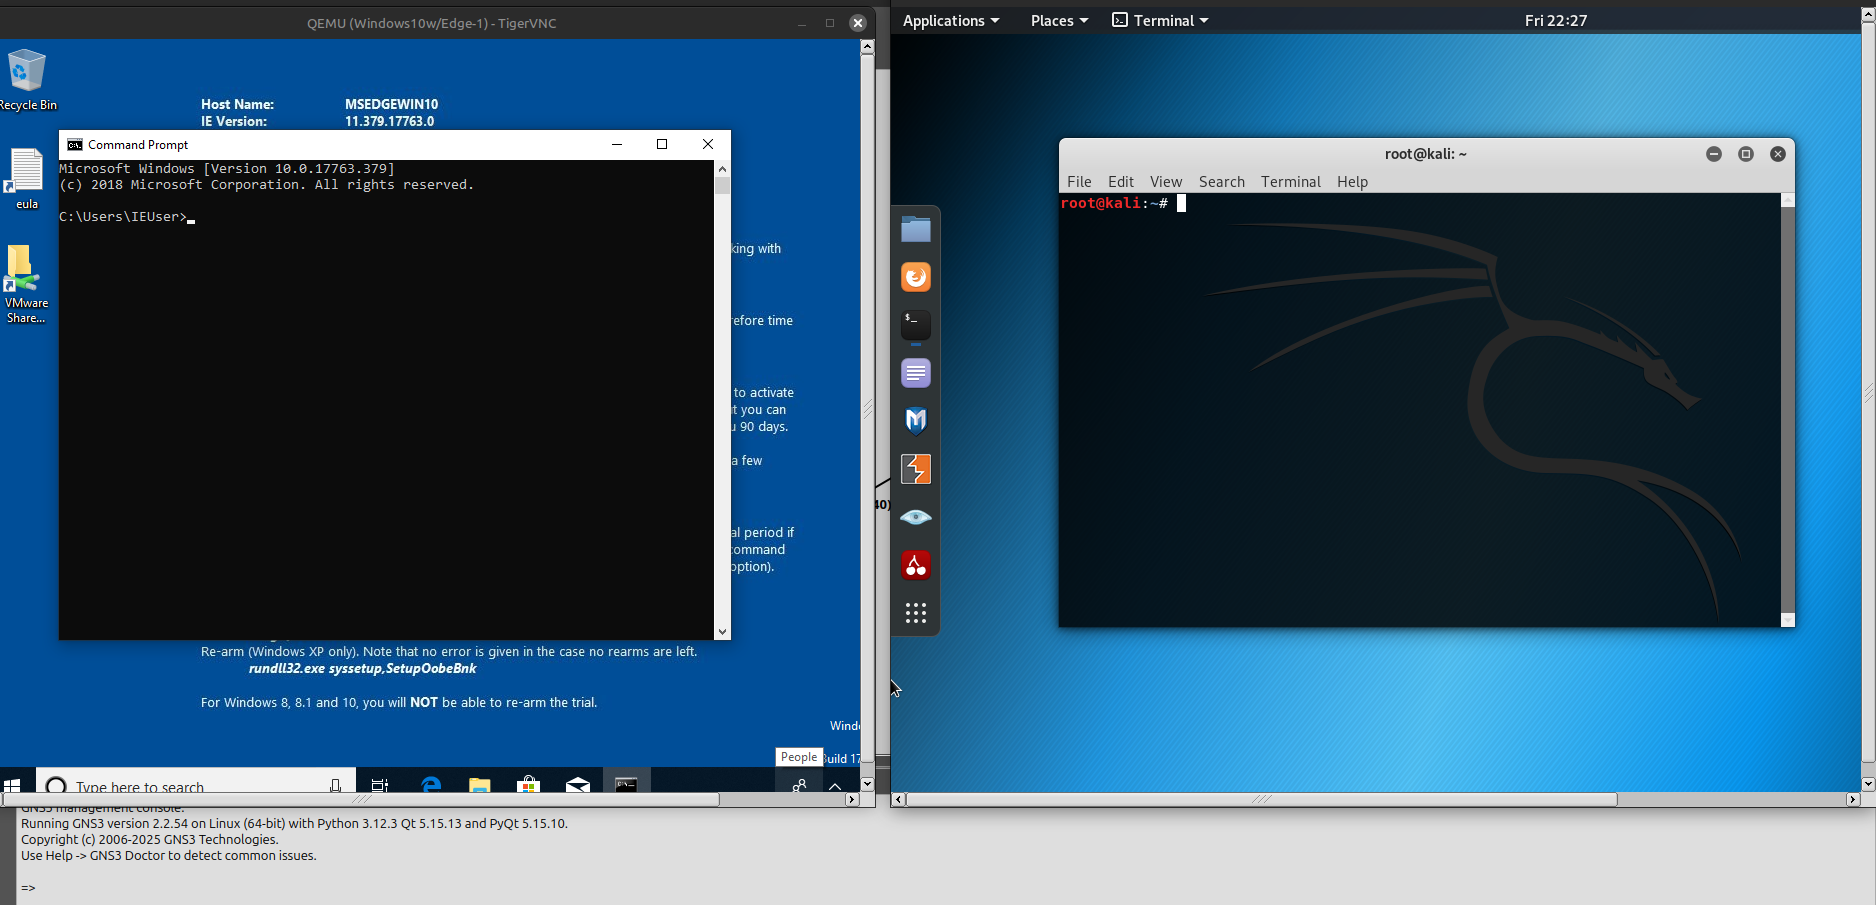 QEMU (Windows10w/Edge-1) - TigerVNC
Recycle Bin
Host Name: MSEDGEWIN10
IE Version: 11.379.17763.0
Command Prompt
Microsoft Windows [Version 10.0.17763.379]
(c) 2018 Microsoft Corporation. All rights reserved.
C:\Users\IEUser>
eula
VMware
Share...
king with
efore time
to activate
t you can
u 90 days.
a few
al period if
command
option).
Re-arm (Windows XP only). Note that no error is given in the case no rearms are left.
rundll32.exe syssetup,SetupOobeBnk
For Windows 8, 8.1 and 10, you will NOT be able to re-arm the trial.
Windo
People
Build 17
Type here to search
40)
Applications Places Terminal Fri 22:27
root@kali: ~
File Edit View Search Terminal Help
root@kali:~#
GNS3 management console.
Running GNS3 version 2.2.54 on Linux (64-bit) with Python 3.12.3 Qt 5.15.13 and PyQt 5.15.10.
Copyright (c) 2006-2025 GNS3 Technologies.
Use Help -> GNS3 Doctor to detect common issues.
=>